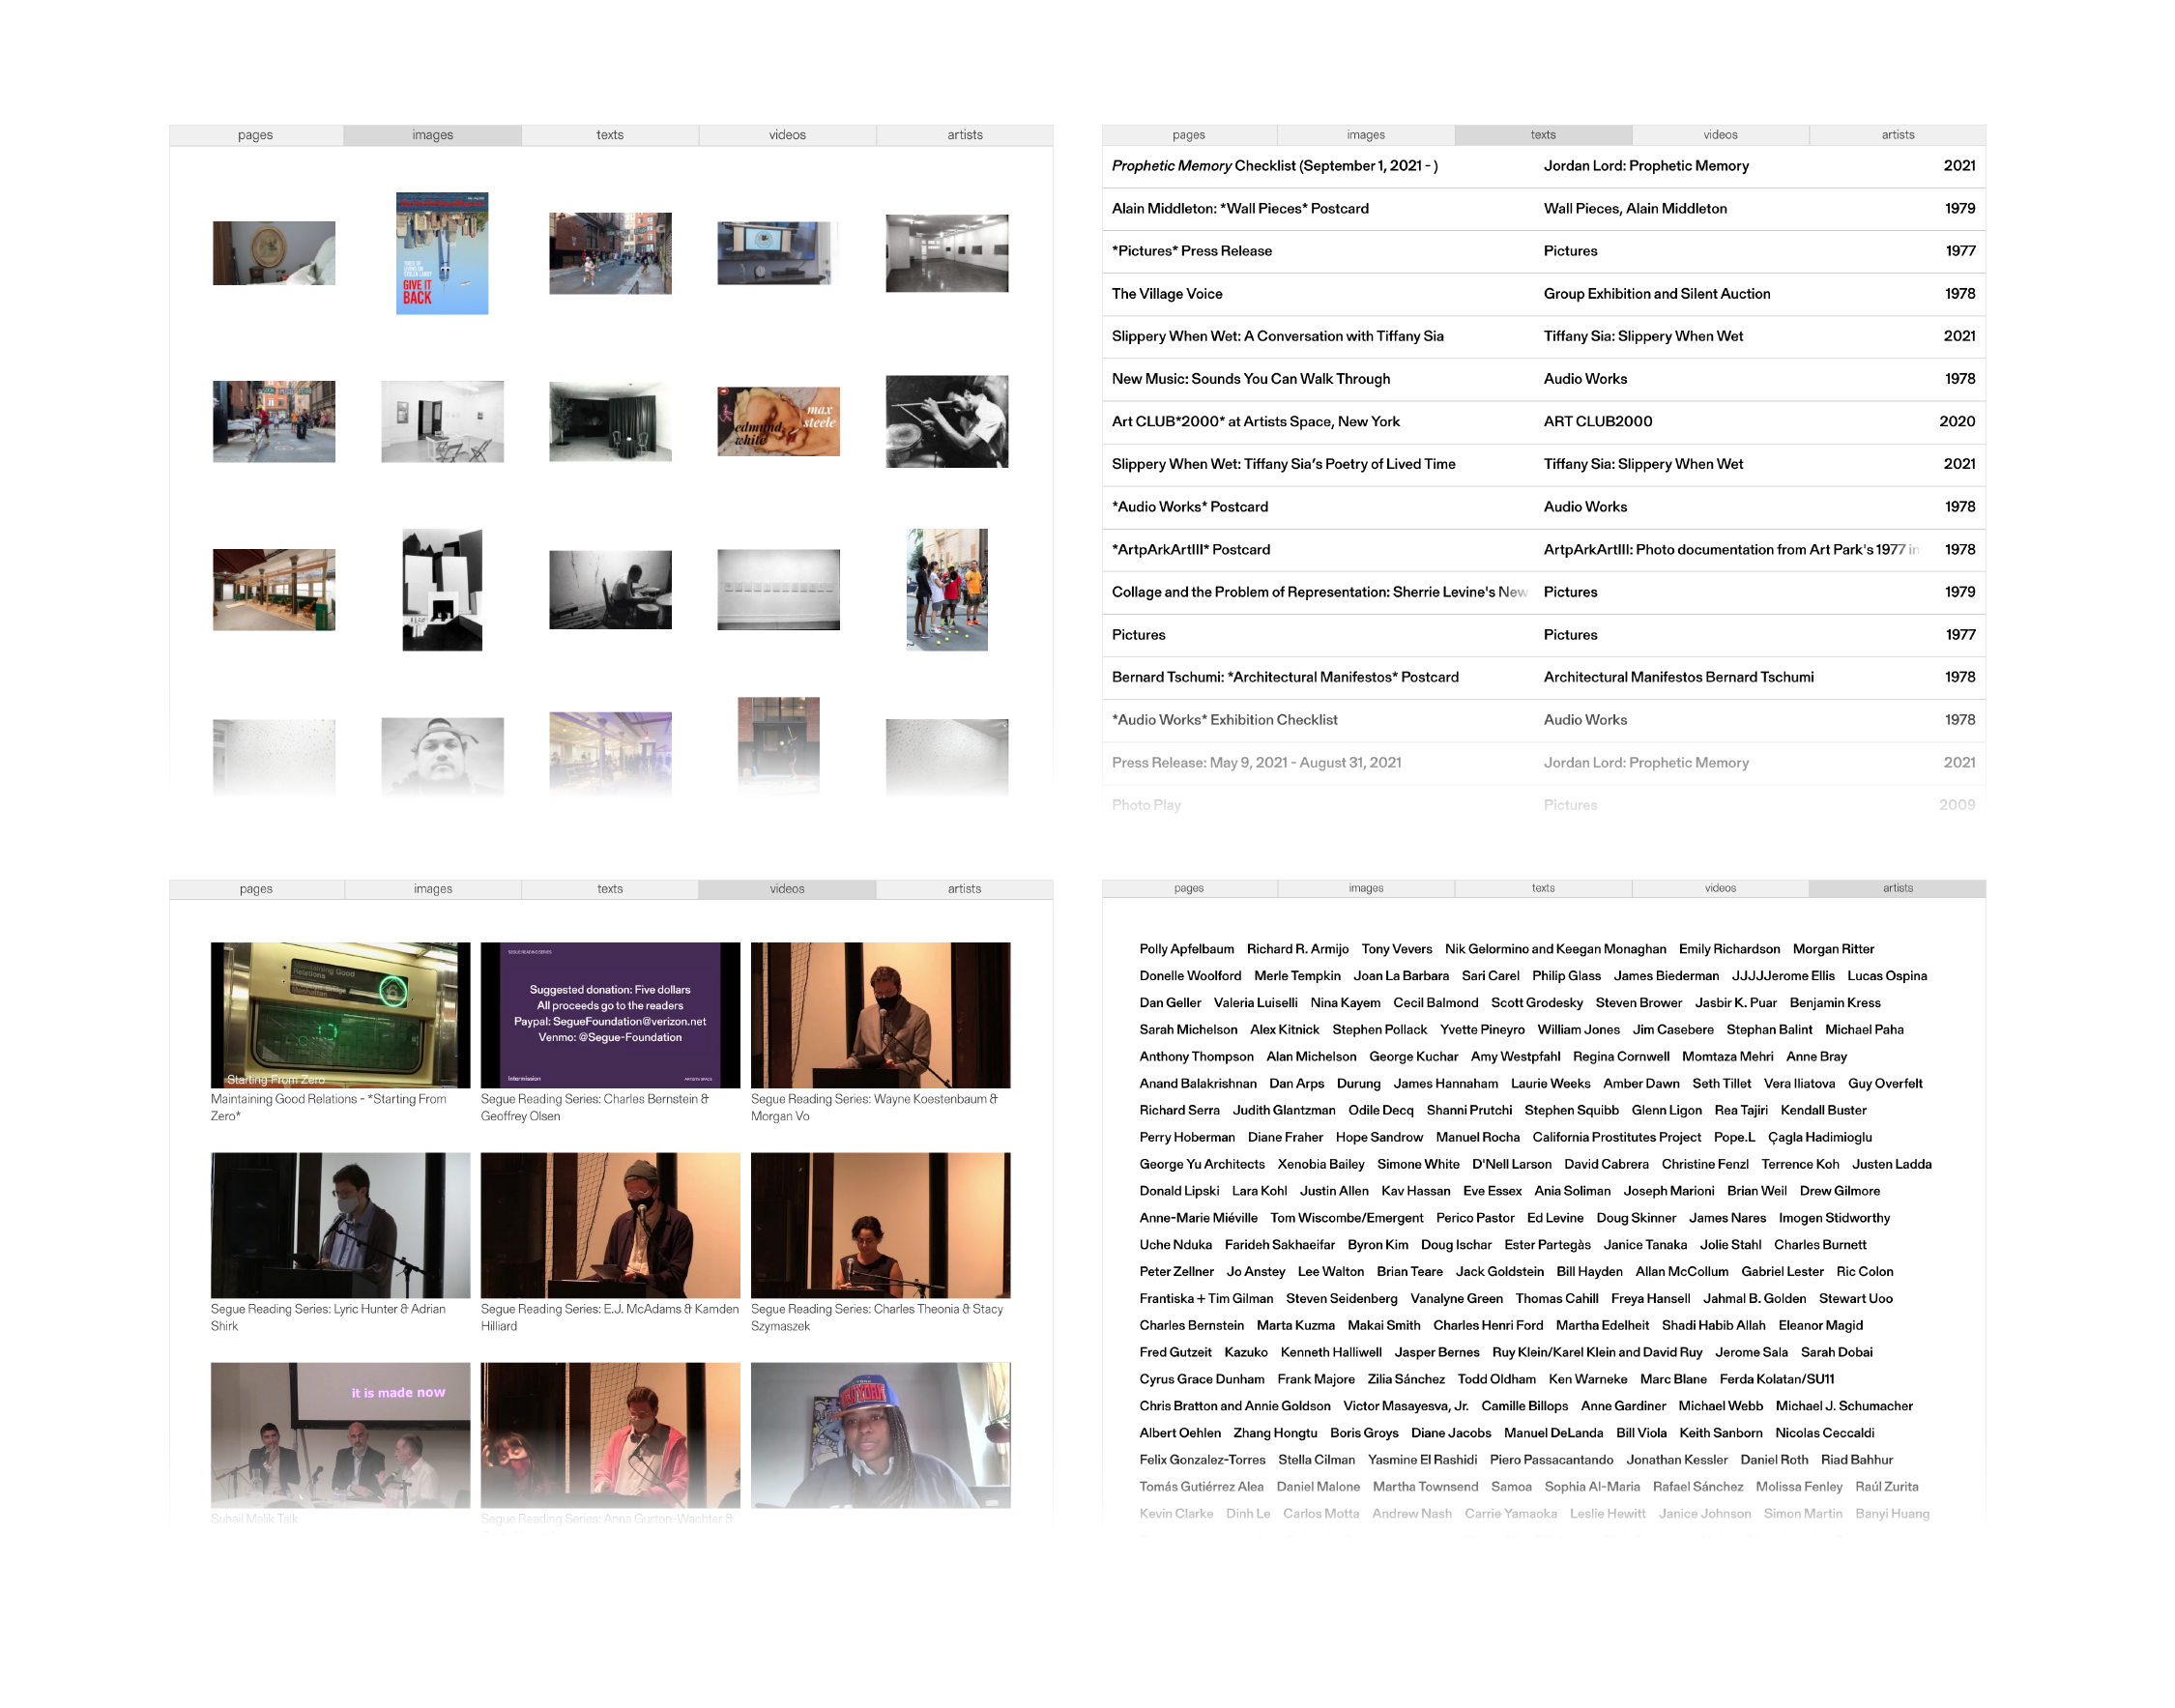 pages images texts videos artists
GIVE IT
BACK
max
steele
edmund
white
pages images texts videos artists
Prophetic Memory Checklist (September 1, 2021 - ) Jordan Lord: Prophetic Memory 2021
Alain Middleton: *Wall Pieces* Postcard Wall Pieces, Alain Middleton 1979
*Pictures* Press Release Pictures 1977
The Village Voice Group Exhibition and Silent Auction 1978
Slippery When Wet: A Conversation with Tiffany Sia Tiffany Sia: Slippery When Wet 2021
New Music: Sounds You Can Walk Through Audio Works 1978
Art CLUB*2000* at Artists Space, New York ART CLUB2000 2020
Slippery When Wet: Tiffany Sia's Poetry of Lived Time Tiffany Sia: Slippery When Wet 2021
*Audio Works* Postcard Audio Works 1978
*ArtpArkArtIII* Postcard ArtpArkArtIII: Photo documentation from Art Park's 1977 in 1978
Collage and the Problem of Representation: Sherrie Levine's New Pictures 1979
Pictures Pictures 1977
Bernard Tschumi: *Architectural Manifestos* Postcard Architectural Manifestos Bernard Tschumi 1978
*Audio Works* Exhibition Checklist Audio Works 1978
Press Release: May 9, 2021 - August 31, 2021 Jordan Lord: Prophetic Memory 2021
Photo Play Pictures 2009
pages images texts videos artists
Maintaining Good
Relations
Manhattan
Starting From Zero
SEGUE READING SERIES
Suggested donation: Five dollars
All proceeds go to the readers
Paypal: SegueFoundation@verizon.net
Venmo: @Segue-Foundation
Intermission ARTISTS SPACE
Maintaining Good Relations - *Starting From
Zero*
Segue Reading Series: Charles Bernstein &
Geoffrey Olsen
Segue Reading Series: Wayne Koestenbaum &
Morgan Vo
Segue Reading Series: Lyric Hunter & Adrian
Shirk
Segue Reading Series: E.J. McAdams & Kamden
Hilliard
Segue Reading Series: Charles Theonia & Stacy
Szymaszek
it is made now
NEW YORK
Suhail Malik Talk
Segue Reading Series: Anna Gurton-Wachter &
pages images texts videos artists
Polly Apfelbaum Richard R. Armijo Tony Vevers Nik Gelormino and Keegan Monaghan Emily Richardson Morgan Ritter
Donelle Woolford Merle Tempkin Joan La Barbara Sari Carel Philip Glass James Biederman JJJJJerome Ellis Lucas Ospina
Dan Geller Valeria Luiselli Nina Kayem Cecil Balmond Scott Grodesky Steven Brower Jasbir K. Puar Benjamin Kress
Sarah Michelson Alex Kitnick Stephen Pollack Yvette Pineyro William Jones Jim Casebere Stephan Balint Michael Paha
Anthony Thompson Alan Michelson George Kuchar Amy Westpfahl Regina Cornwell Momtaza Mehri Anne Bray
Anand Balakrishnan Dan Arps Durung James Hannaham Laurie Weeks Amber Dawn Seth Tillet Vera Iliatova Guy Overfelt
Richard Serra Judith Glantzman Odile Decq Shanni Prutchi Stephen Squibb Glenn Ligon Rea Tajiri Kendall Buster
Perry Hoberman Diane Fraher Hope Sandrow Manuel Rocha California Prostitutes Project Pope.L Çagla Hadimioglu
George Yu Architects Xenobia Bailey Simone White D'Nell Larson David Cabrera Christine Fenzl Terrence Koh Justen Ladda
Donald Lipski Lara Kohl Justin Allen Kav Hassan Eve Essex Ania Soliman Joseph Marioni Brian Weil Drew Gilmore
Anne-Marie Miéville Tom Wiscombe/Emergent Perico Pastor Ed Levine Doug Skinner James Nares Imogen Stidworthy
Uche Nduka Farideh Sakhaeifar Byron Kim Doug Ischar Ester Partegàs Janice Tanaka Jolie Stahl Charles Burnett
Peter Zellner Jo Anstey Lee Walton Brian Teare Jack Goldstein Bill Hayden Allan McCollum Gabriel Lester Ric Colon
Frantiska + Tim Gilman Steven Seidenberg Vanalyne Green Thomas Cahill Freya Hansell Jahmal B. Golden Stewart Uoo
Charles Bernstein Marta Kuzma Makai Smith Charles Henri Ford Martha Edelheit Shadi Habib Allah Eleanor Magid
Fred Gutzeit Kazuko Kenneth Halliwell Jasper Bernes Ruy Klein/Karel Klein and David Ruy Jerome Sala Sarah Dobai
Cyrus Grace Dunham Frank Majore Zilia Sánchez Todd Oldham Ken Warneke Marc Blane Ferda Kolatan/SU11
Chris Bratton and Annie Goldson Victor Masayesva, Jr. Camille Billops Anne Gardiner Michael Webb Michael J. Schumacher
Albert Oehlen Zhang Hongtu Boris Groys Diane Jacobs Manuel DeLanda Bill Viola Keith Sanborn Nicolas Ceccaldi
Felix Gonzalez-Torres Stella Cilman Yasmine El Rashidi Piero Passacantando Jonathan Kessler Daniel Roth Riad Bahhur
Tomás Gutiérrez Alea Daniel Malone Martha Townsend Samoa Sophia Al-Maria Rafael Sánchez Molissa Fenley Raúl Zurita
Kevin Clarke Dinh Le Carlos Motta Andrew Nash Carrie Yamaoka Leslie Hewitt Janice Johnson Simon Martin Banyi Huang